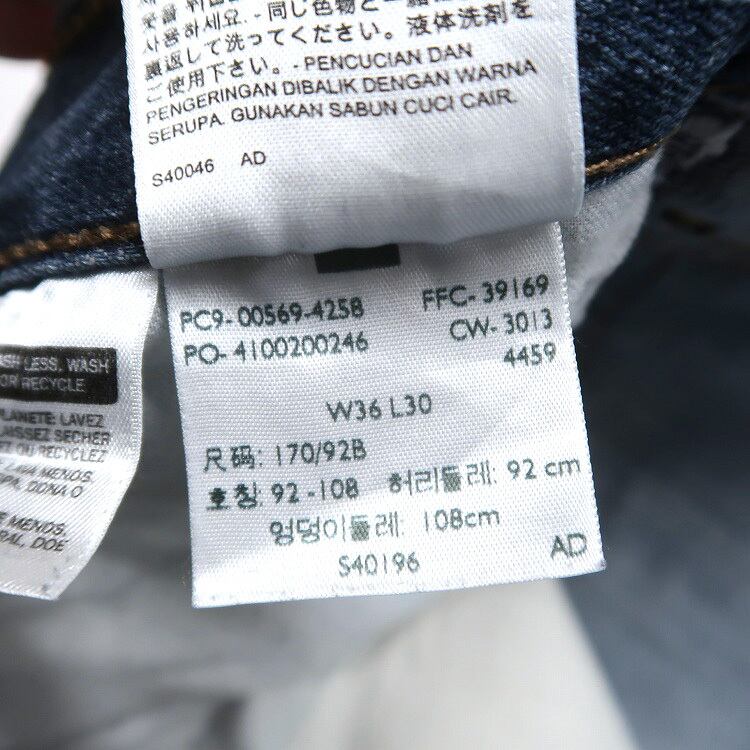 사용하세요. - 同じ色物と一緒に
裏返して洗ってください。液体洗剤を
ご使用下さい。- PENCUCIAN DAN
PENGERINGAN DIBALIK DENGAN WARNA
SERUPA. GUNAKAN SABUN CUCI CAIR.
S40046 AD
PC9- 00569-4258 FFC- 39169
PO- 4100200246 CW- 3013
4459
W36 L30
尺码: 170/92B
호칭: 92 -108 허리둘레: 92 cm
엉덩이둘레: 108cm
S40196 AD
LESS, WASH
OR RECYCLE
PLANETE: LAVEZ
LAISSEZ SECHER
ET OU RECYCLEZ
LAVA MENOS.
DONA O
MENOS,
DOE